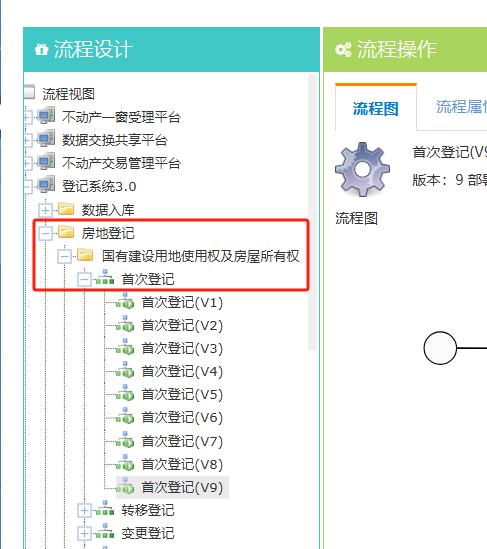 流程设计
流程操作
流程视图
不动产一窗受理平台
数据交换共享平台
不动产交易管理平台
登记系统3.0
数据入库
房地登记
国有建设用地使用权及房屋所有权
首次登记
首次登记(V1)
首次登记(V2)
首次登记(V3)
首次登记(V4)
首次登记(V5)
首次登记(V6)
首次登记(V7)
首次登记(V8)
首次登记(V9)
转移登记
变更登记
流程图
流程属
首次登记(V9
版本：9 部
流程图